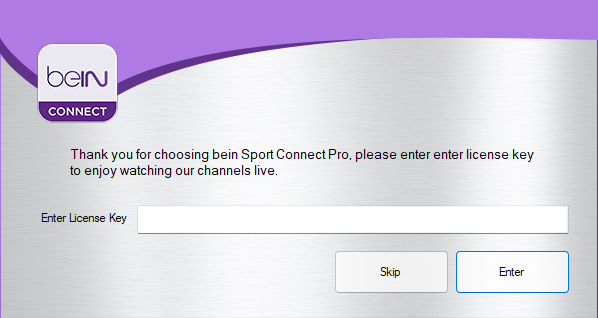 beIN
CONNECT
Thank you for choosing bein Sport Connect Pro, please enter enter license key
to enjoy watching our channels live.
Enter License Key
Skip
Enter